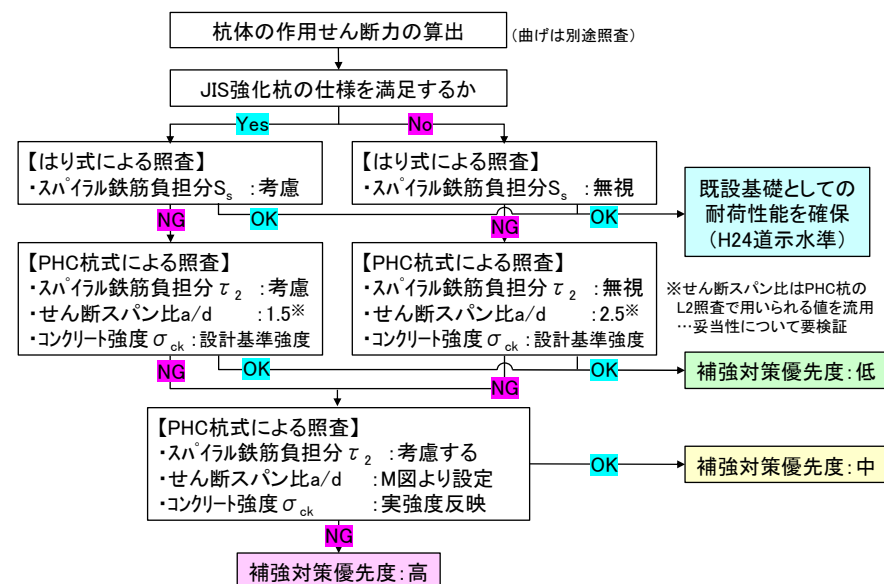 杭体の作用せん断力の算出
(曲げは別途照査)
JIS強化杭の仕様を満足するか
Yes
No
【はり式による照査】
・スパイラル鉄筋負担分Ss :考慮
【はり式による照査】
・スパイラル鉄筋負担分Ss :無視
既設基礎としての
耐荷性能を確保
(H24道示水準)
NG
OK
NG
OK
【PHC杭式による照査】
・スパイラル鉄筋負担分τ2 :考慮
・せん断スパン比a/d :1.5※
・コンクリート強度σck :設計基準強度
【PHC杭式による照査】
・スパイラル鉄筋負担分τ2 :無視
・せん断スパン比a/d :2.5※
・コンクリート強度σck :設計基準強度
※せん断スパン比はPHC杭の
L2照査で用いられる値を流用
…妥当性について要検証
NG
OK
NG
OK
補強対策優先度:低
【PHC杭式による照査】
・スパイラル鉄筋負担分τ2 :考慮する
・せん断スパン比a/d :M図より設定
・コンクリート強度σck :実強度反映
OK
補強対策優先度:中
NG
補強対策優先度:高